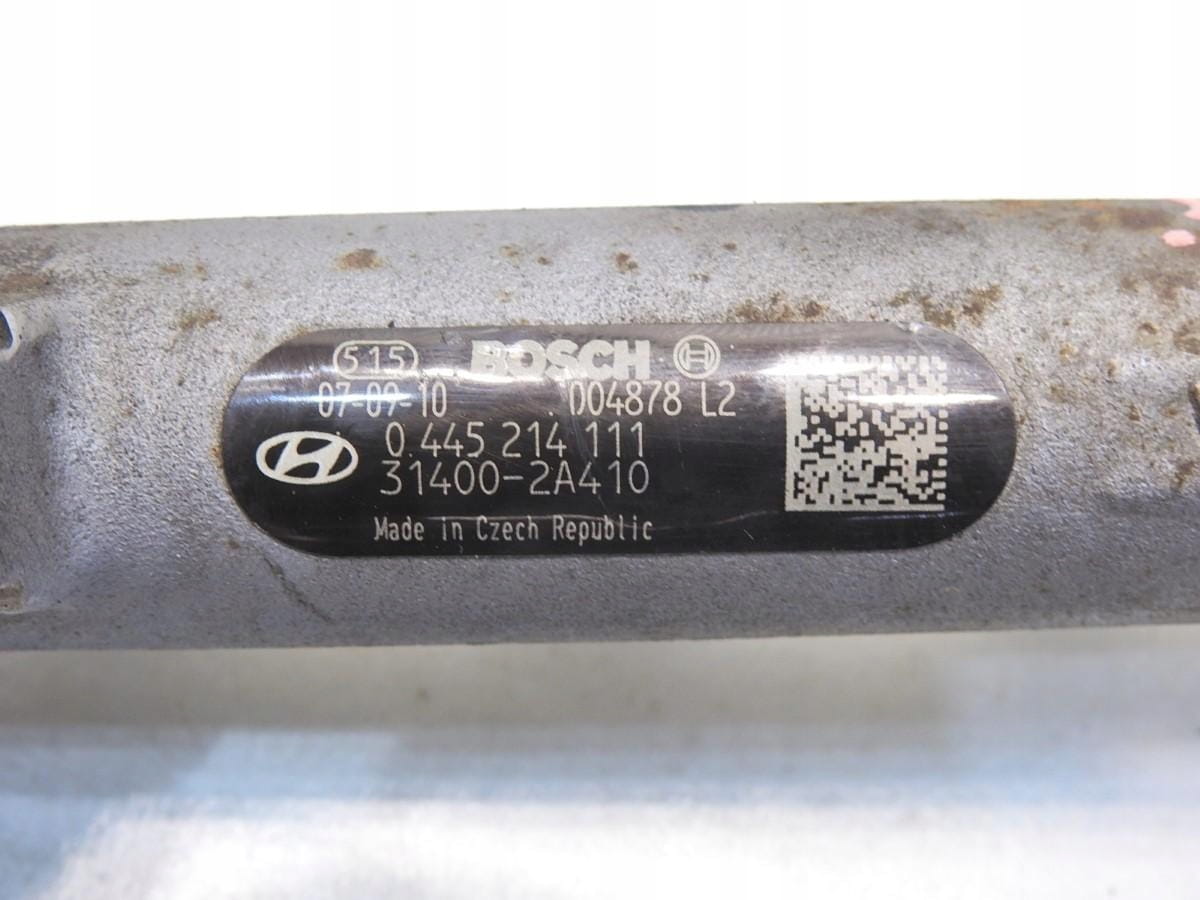 515 BOSCH
07-09-10 004878 L2
0 445 214 111
31400-2A410
Made in Czech Republic